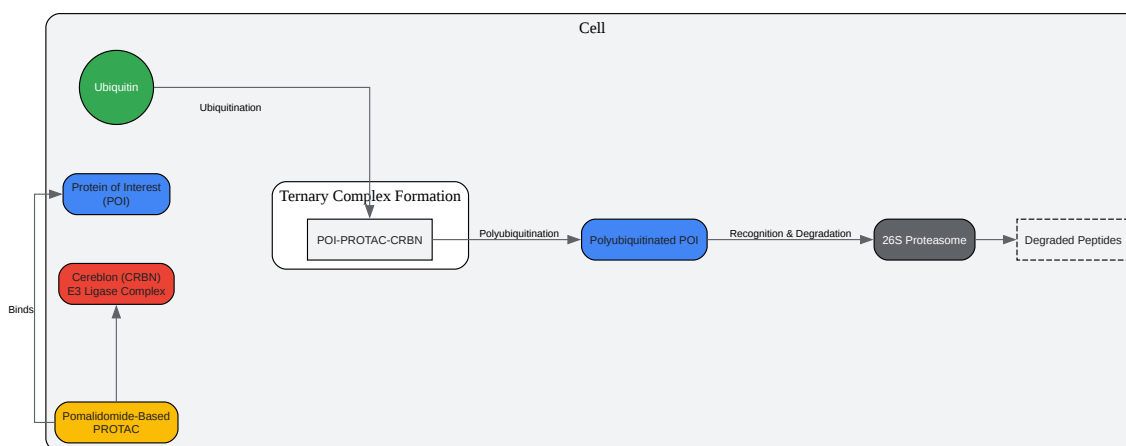 Cell
Ubiquitin
Ubiquitination
Protein of Interest
(POI)
Ternary Complex Formation
POI-PROTAC-CRBN
Polyubiquitination
Polyubiquitinated POI
Recognition & Degradation
26S Proteasome
Degraded Peptides
Cereblon (CRBN)
E3 Ligase Complex
Binds
Pomalidomide-Based
PROTAC